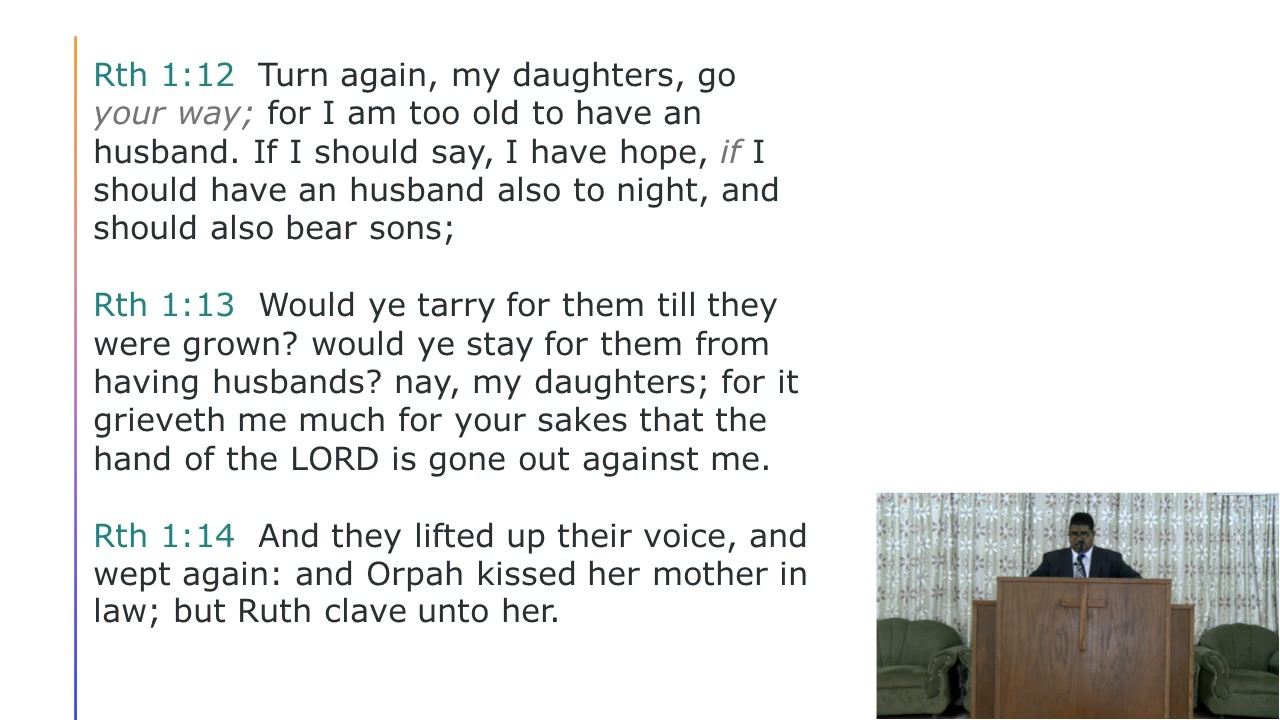 Rth 1:12  Turn again, my daughters, go
your way; for I am too old to have an
husband. If I should say, I have hope, if I
should have an husband also to night, and
should also bear sons;
Rth 1:13  Would ye tarry for them till they
were grown? would ye stay for them from
having husbands? nay, my daughters; for it
grieveth me much for your sakes that the
hand of the LORD is gone out against me.
Rth 1:14  And they lifted up their voice, and
wept again: and Orpah kissed her mother in
law; but Ruth clave unto her.